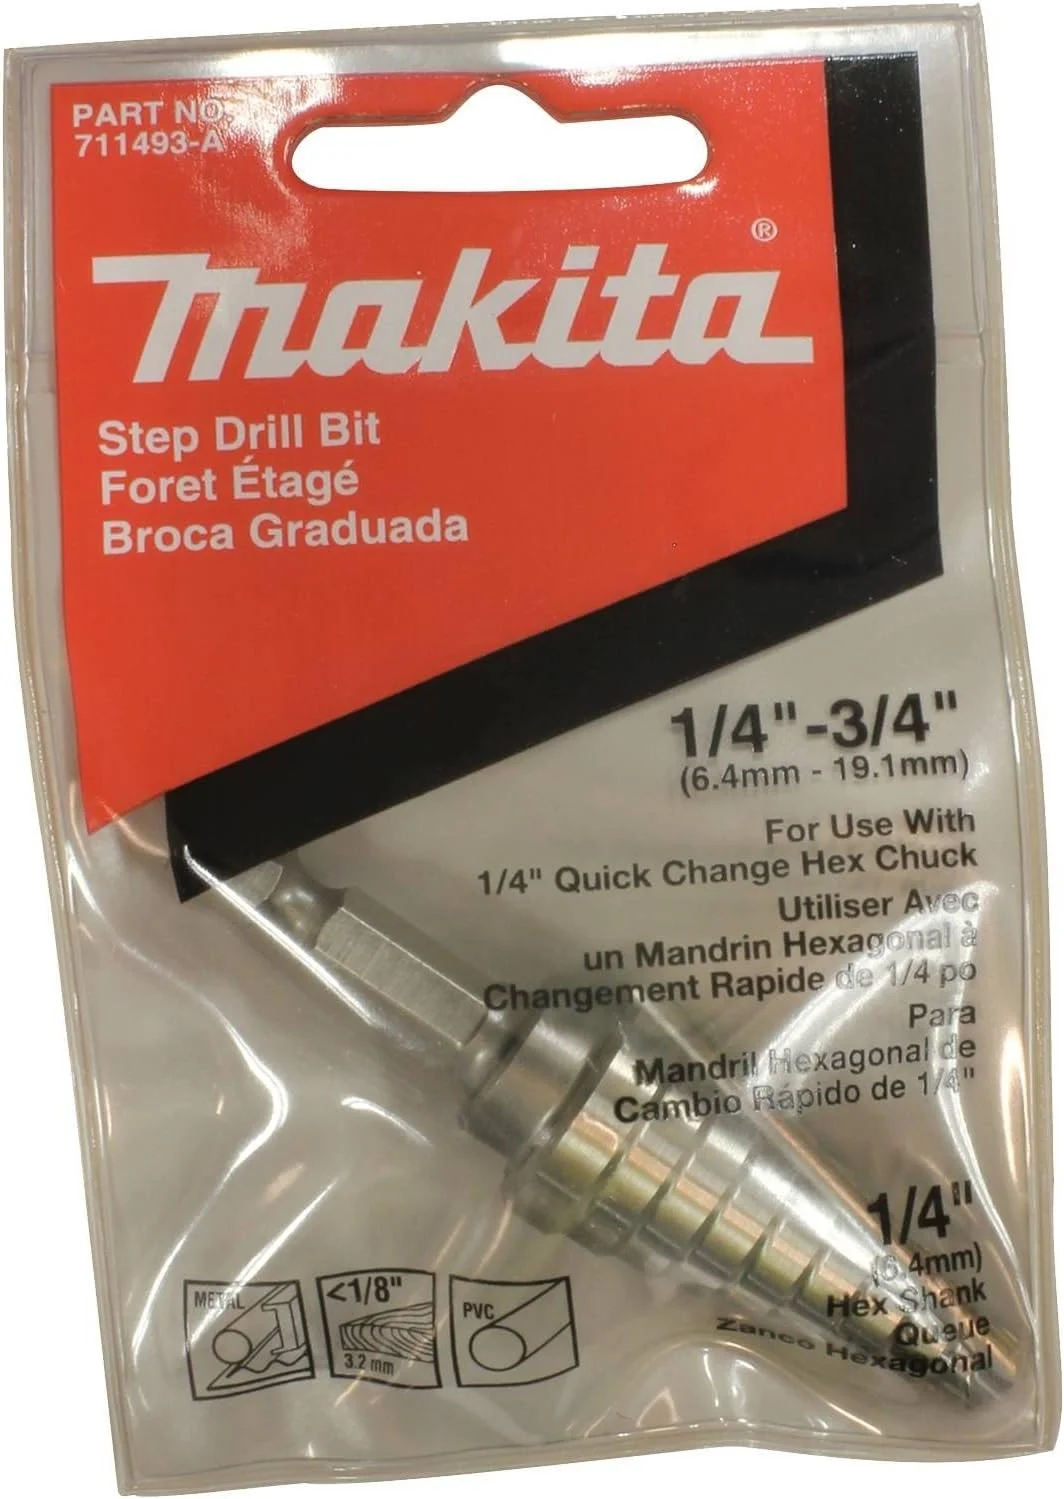 PART NO.
711493-A
makita®
Step Drill Bit
Foret Étagé
Broca Graduada
1/4"-3/4"
(6.4mm - 19.1mm)
For Use With
1/4" Quick Change Hex Chuck
Utiliser Avec
un Mandrin Hexagonal à
Changement Rapide de 1/4 po
Para
Mandril Hexagonal de
Cambio Rápido de 1/4"
1/4"
(6.4mm)
Hex Shank
Queue
Zanco Hexagonal
METAL
<1/8"
3.2 mm
PVC